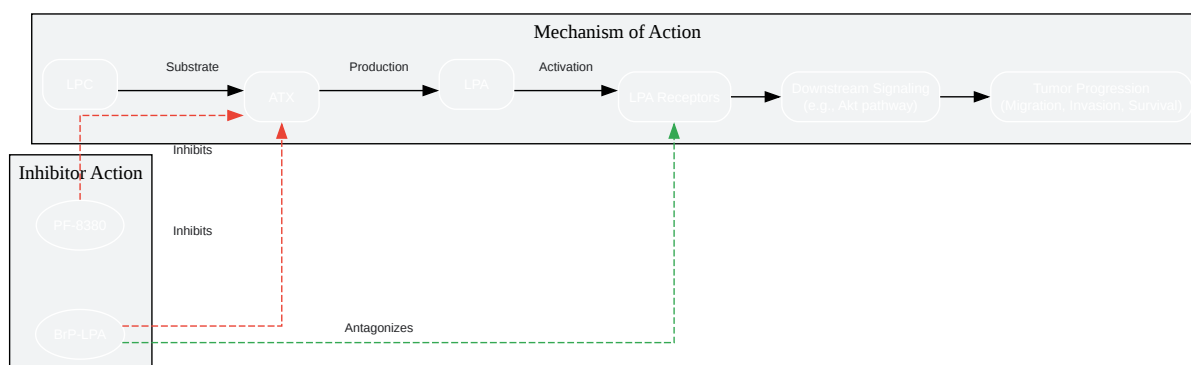 Mechanism of Action
Substrate
Production
Activation
LPC
ATX
LPA
LPA Receptors
Downstream Signaling
(e.g., Akt pathway)
Tumor Progression
(Migration, Invasion, Survival)
Inhibits
Inhibitor Action
PF-8380
Inhibits
Antagonizes
BrP-LPA